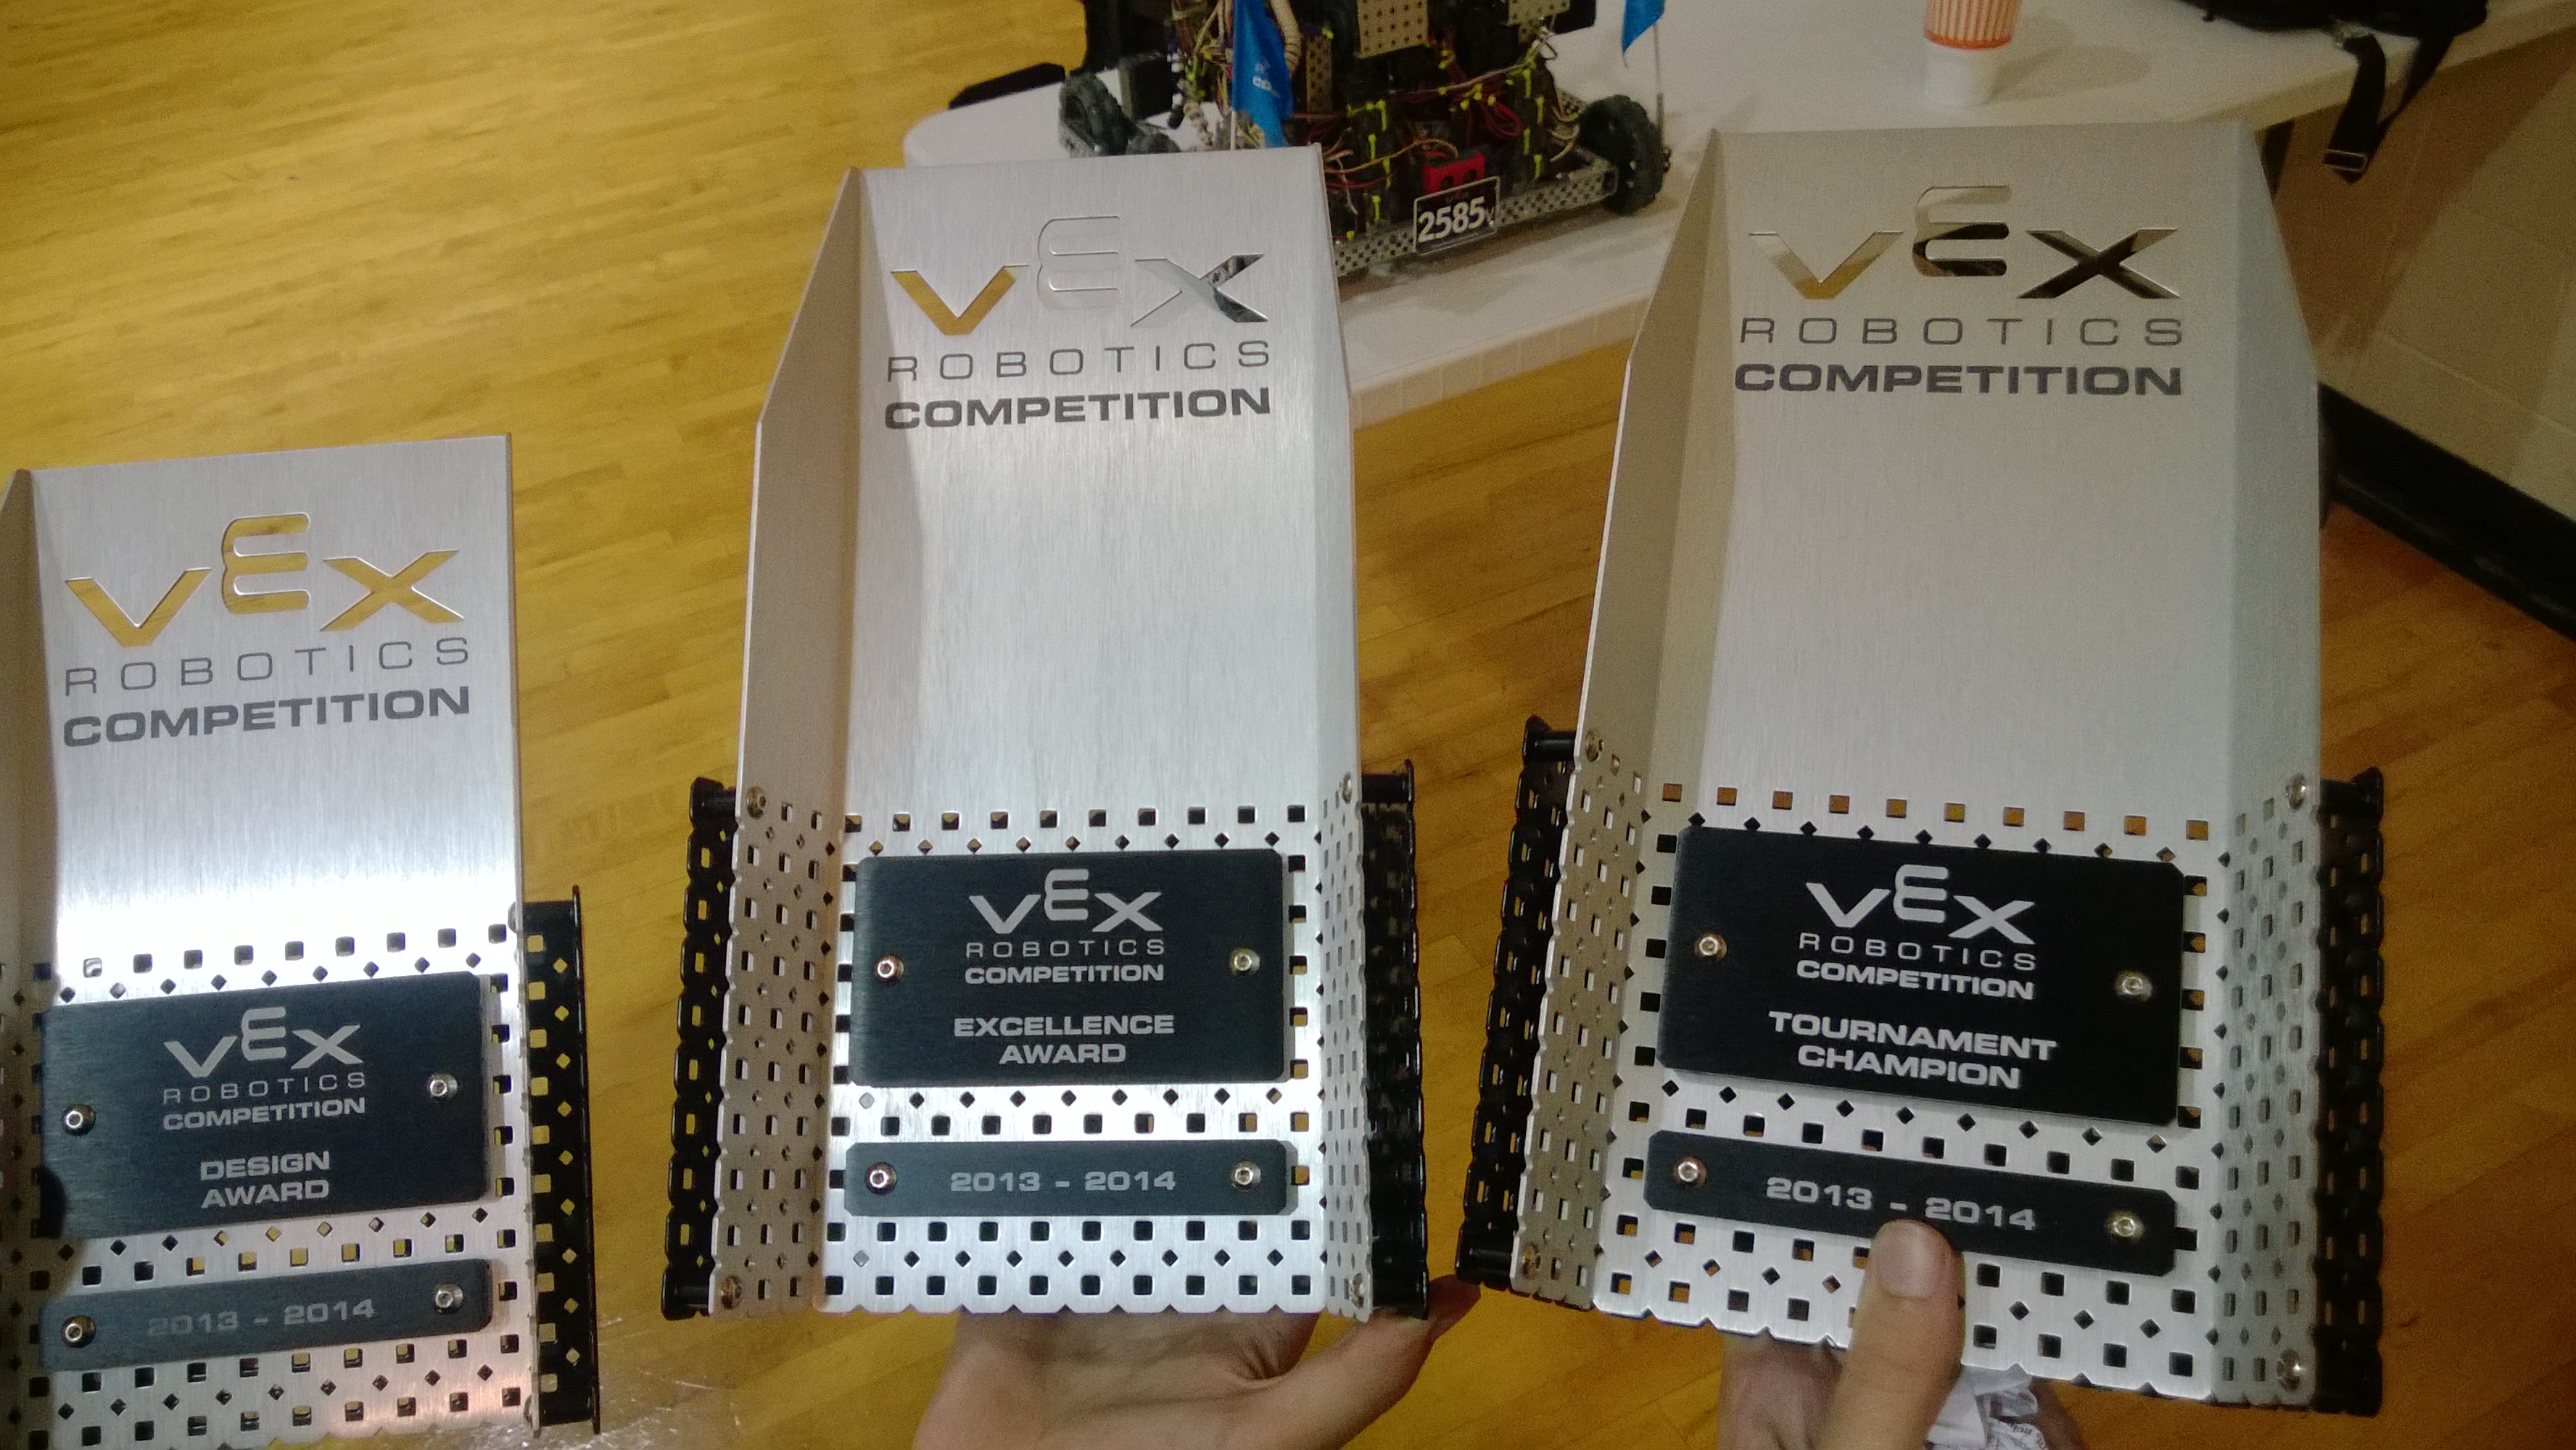 VEX
ROBOTICS
COMPETITION
VEX
ROBOTICS
COMPETITION
DESIGN
AWARD
2013 - 2014
VEX
ROBOTICS
COMPETITION
VEX
ROBOTICS
COMPETITION
EXCELLENCE
AWARD
2013 - 2014
VEX
ROBOTICS
COMPETITION
VEX
ROBOTICS
COMPETITION
TOURNAMENT
CHAMPION
2013 - 2014
2585